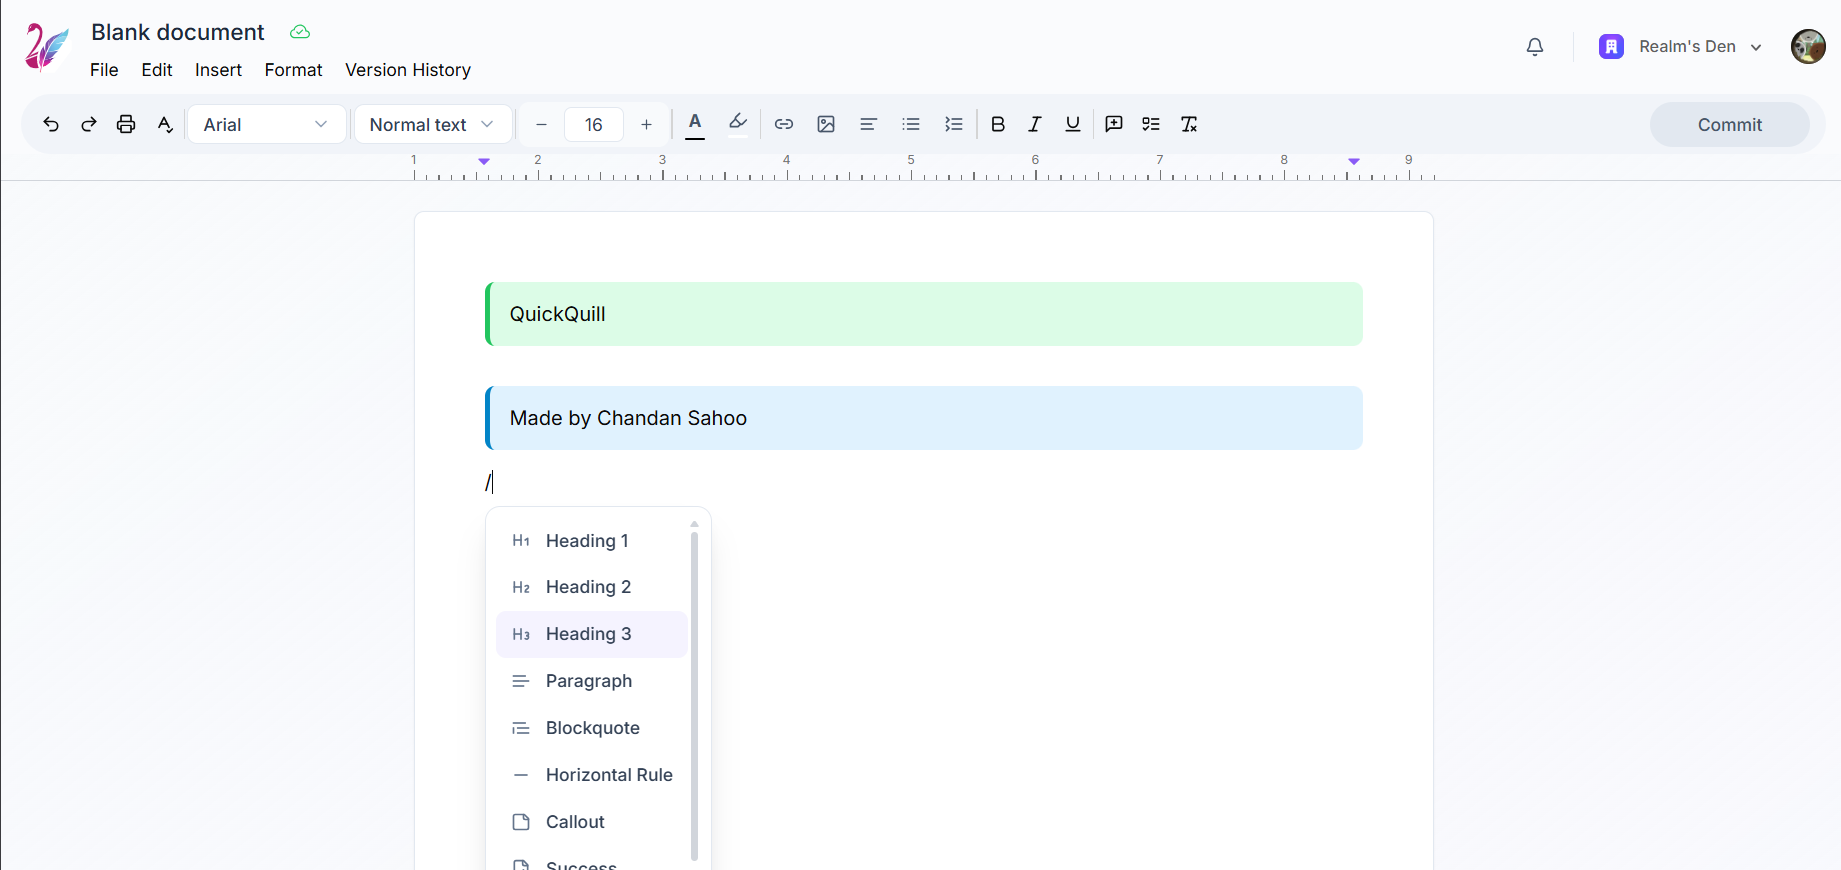 Blank document
File Edit Insert Format Version History
Realm's Den
Arial Normal text − 16 + A B I U Commit
1 2 3 4 5 6 7 8 9
QuickQuill
Made by Chandan Sahoo
/
H1 Heading 1
H2 Heading 2
H3 Heading 3
Paragraph
Blockquote
Horizontal Rule
Callout
Success